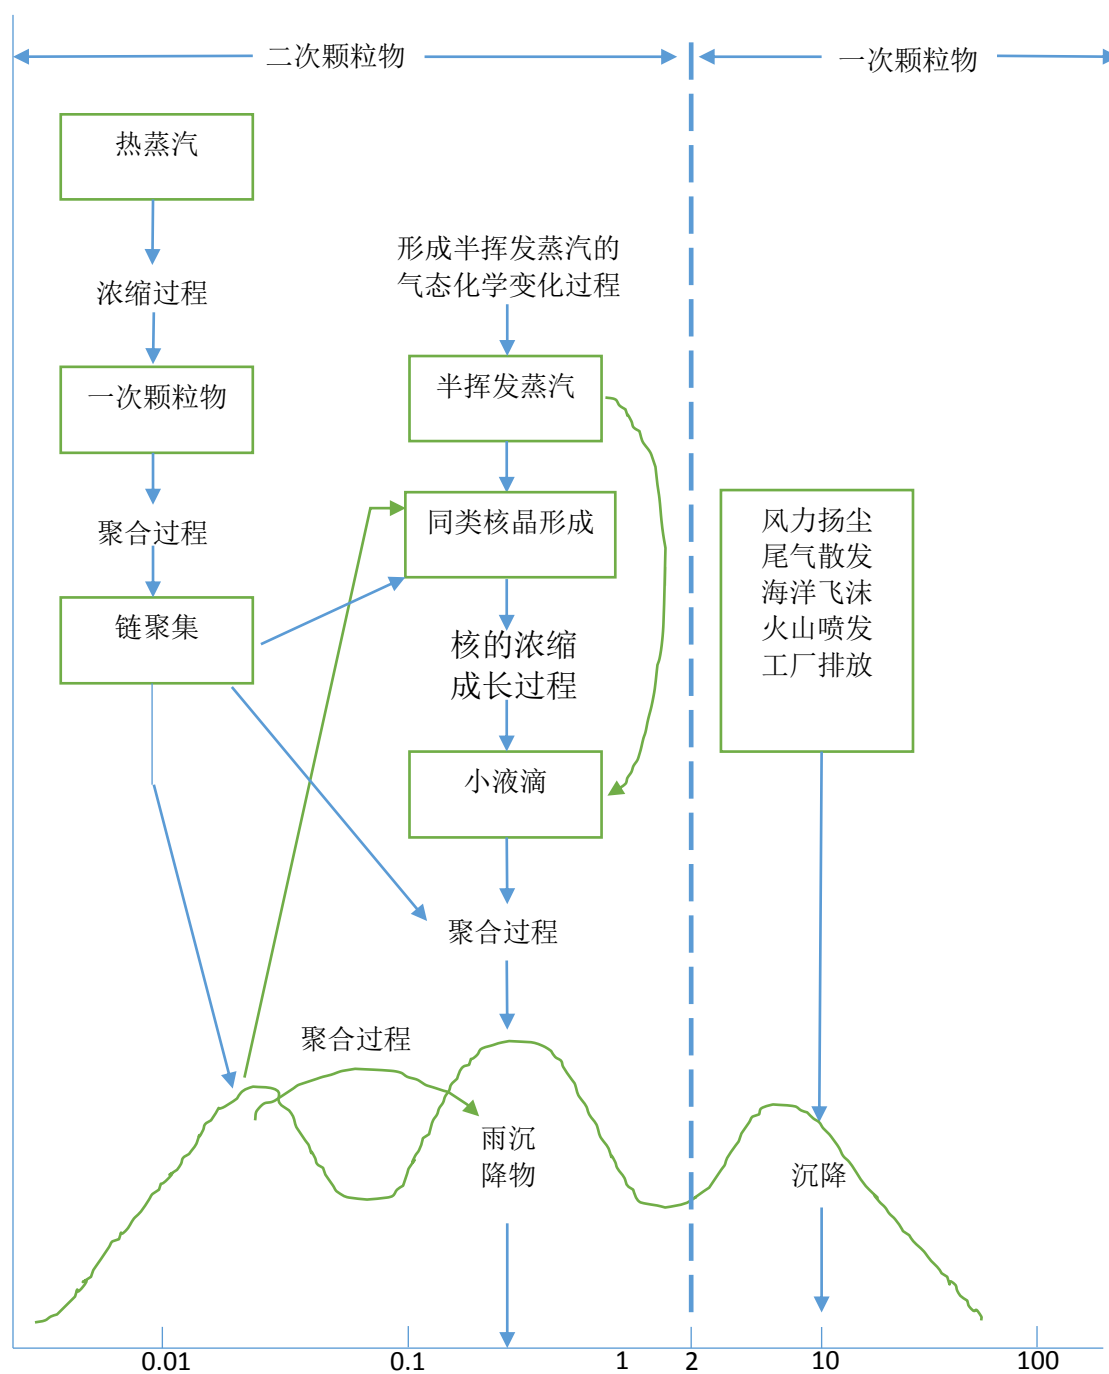 二次颗粒物
一次颗粒物
热蒸汽
浓缩过程
一次颗粒物
聚合过程
链聚集
形成半挥发蒸汽的
气态化学变化过程
半挥发蒸汽
同类核晶形成
核的浓缩
成长过程
小液滴
聚合过程
聚合过程
雨沉
降物
风力扬尘
尾气散发
海洋飞沫
火山喷发
工厂排放
沉降
0.01
0.1
1
2
10
100